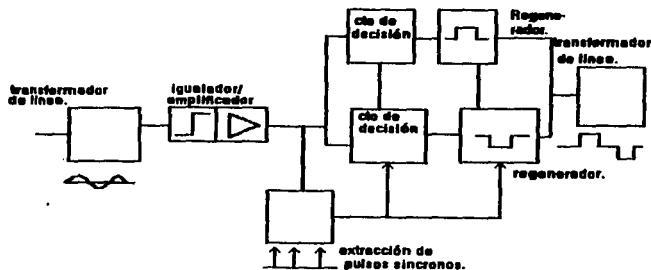 transformador
de línea.
igualador/
amplificador
cto de
decisión
Regene-
rador.
transformador
de línea.
cto de
decisión
regenerador.
extracción de
pulsos síncronos.